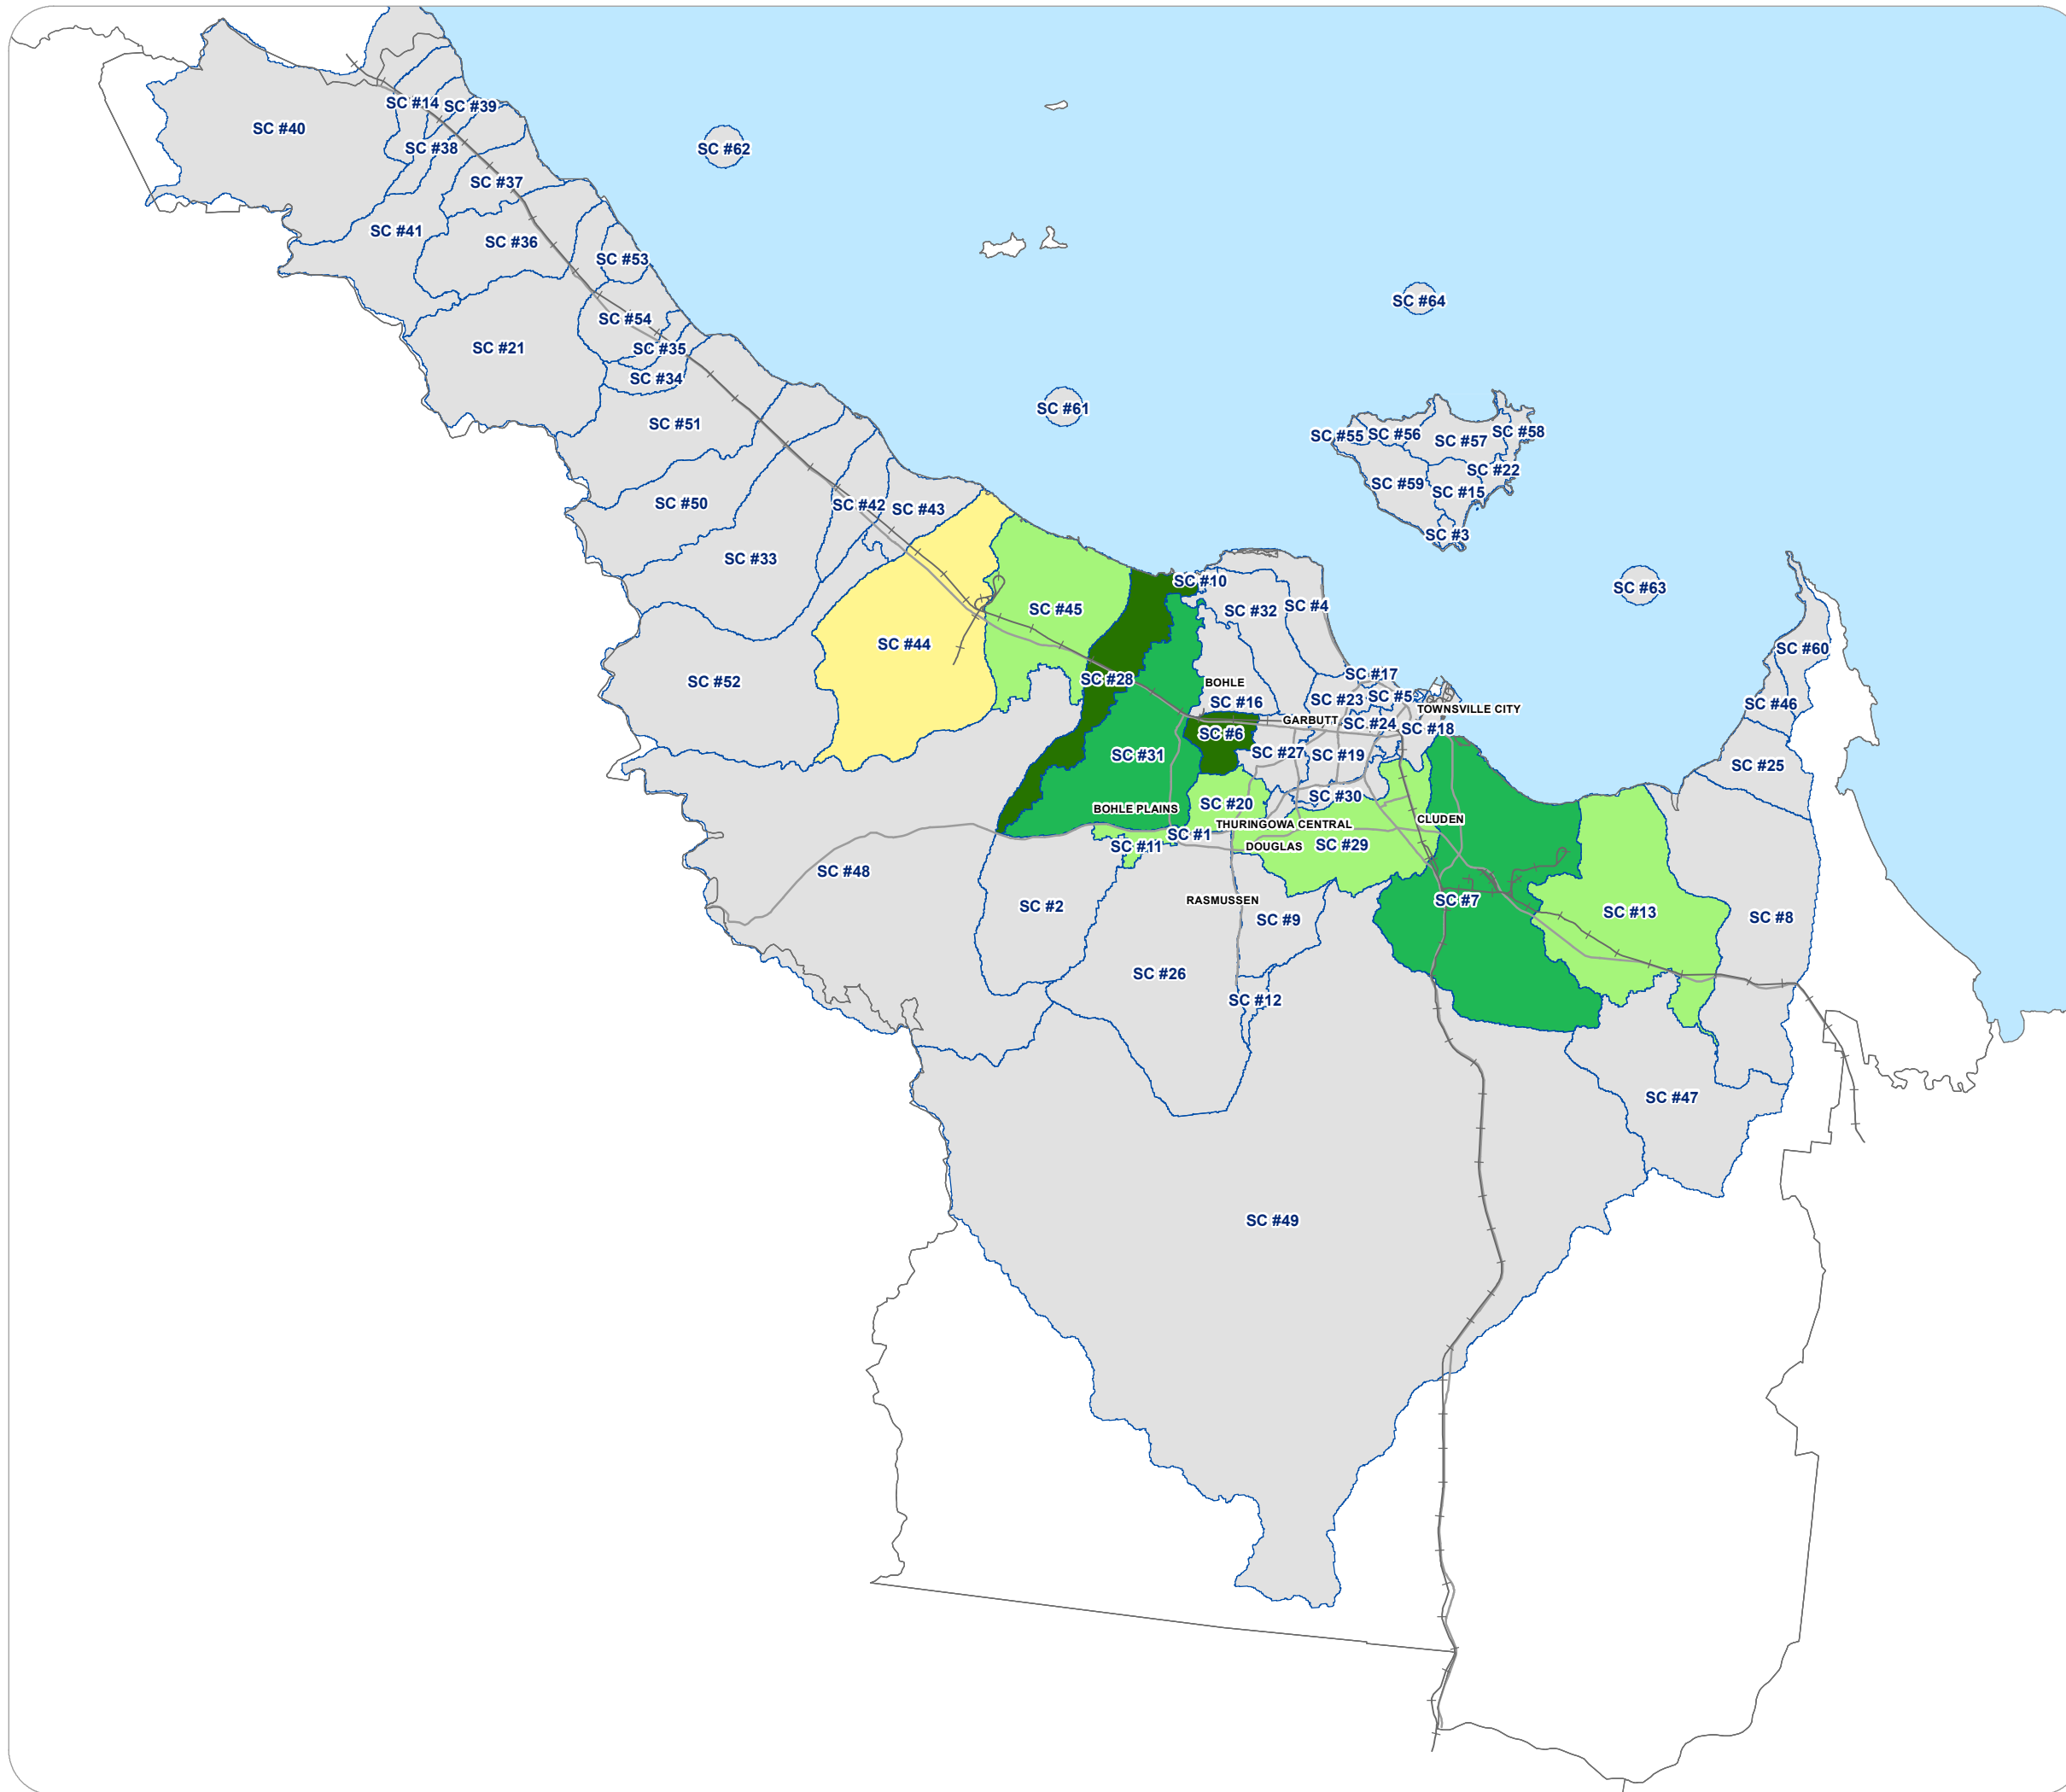 SC #14
SC #39
SC #40
SC #38
SC #62
SC #37
SC #41
SC #36
SC #53
SC #64
SC #54
SC #21
SC #35
SC #34
SC #61
SC #51
SC #55
SC #56
SC #57
SC #58
SC #22
SC #59
SC #15
SC #50
SC #42
SC #43
SC #3
SC #33
SC #10
SC #63
SC #45
SC #32
SC #4
SC #44
SC #60
SC #17
SC #28
SC #52
BOHLE
SC #5
SC #23
SC #16
SC #46
TOWNSVILLE CITY
GARBUTT
SC #24
SC #18
SC #6
SC #27
SC #19
SC #31
SC #25
SC #30
SC #20
BOHLE PLAINS
CLUDEN
THURINGOWA CENTRAL
SC #1
SC #11
DOUGLAS
SC #29
SC #48
RASMUSSEN
SC #7
SC #2
SC #13
SC #9
SC #8
SC #26
SC #12
SC #47
SC #49